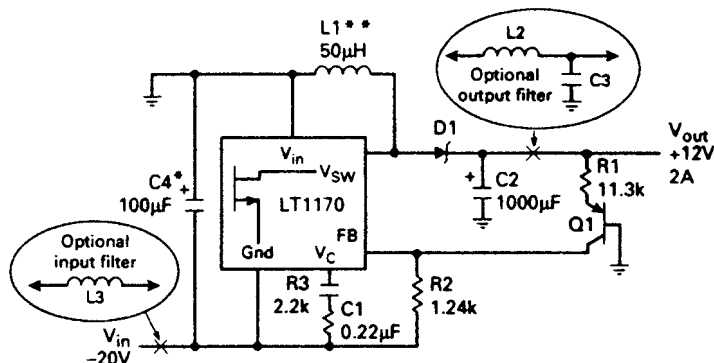 L1**
50μH
L2
Optional
output filter
C3
D1
Vout
+12V
2A
Vin
VSW
LT1170
FB
Gnd
VC
C4*
+
100μF
+
C2
1000μF
R1
11.3k
Q1
Optional
input filter
L3
R3
2.2k
C1
0.22μF
R2
1.24k
Vin
−20V